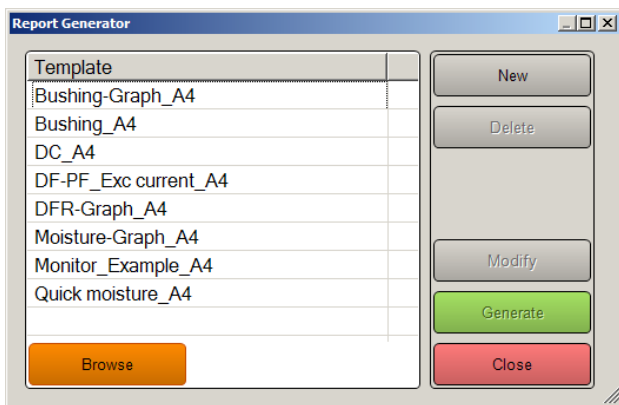 Report Generator
Template
Bushing-Graph_A4
Bushing_A4
DC_A4
DF-PF_Exc current_A4
DFR-Graph_A4
Moisture-Graph_A4
Monitor_Example_A4
Quick moisture_A4
Browse
New
Delete
Modify
Generate
Close